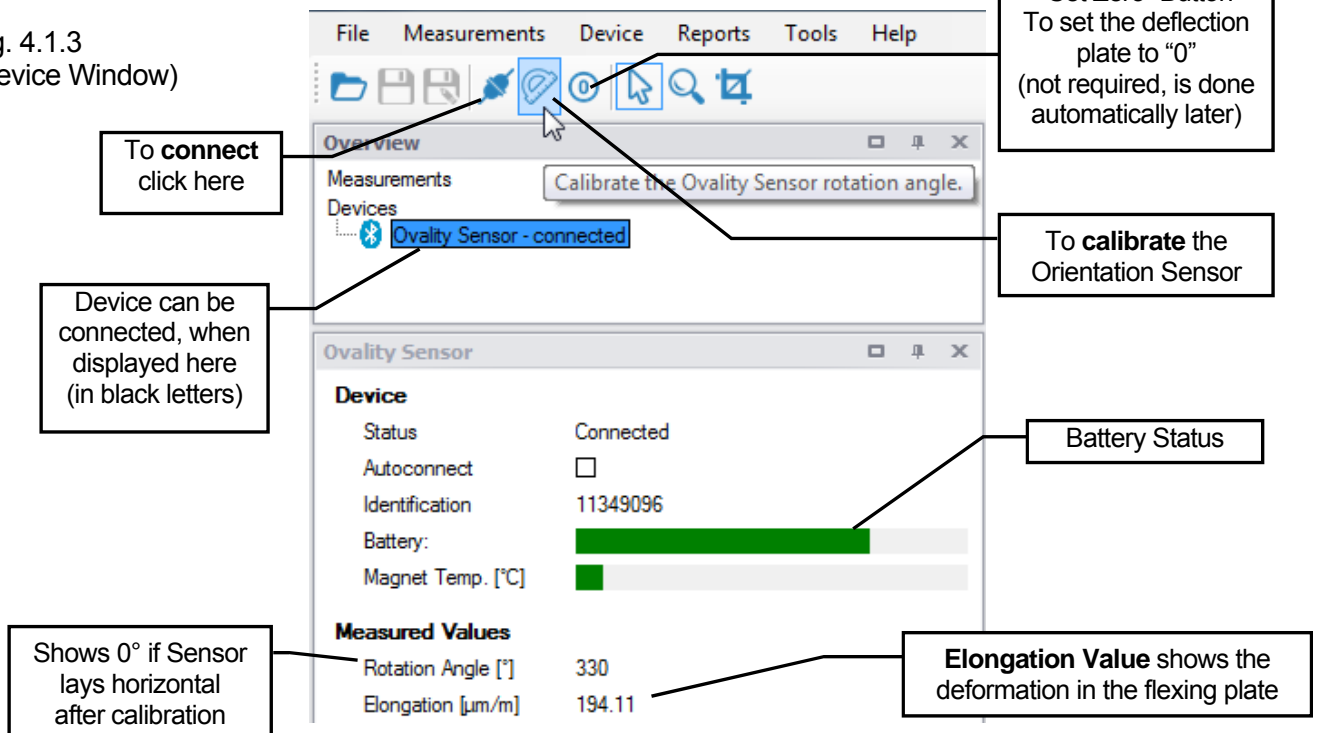 To set the deflection
plate to “0”
(not required, is done
automatically later)
g. 4.1.3
evice Window)
File Measurements Device Reports Tools Help
0
To connect
click here
Overview
Measurements
Calibrate the Ovality Sensor rotation angle.
Devices
Ovality Sensor - connected
To calibrate the
Orientation Sensor
Device can be
connected, when
displayed here
(in black letters)
Ovality Sensor
Device
Status Connected
Autoconnect
Identification 11349096
Battery:
Magnet Temp. [°C]
Battery Status
Measured Values
Rotation Angle [°] 330
Elongation [µm/m] 194.11
Shows 0° if Sensor
lays horizontal
after calibration
Elongation Value shows the
deformation in the flexing plate